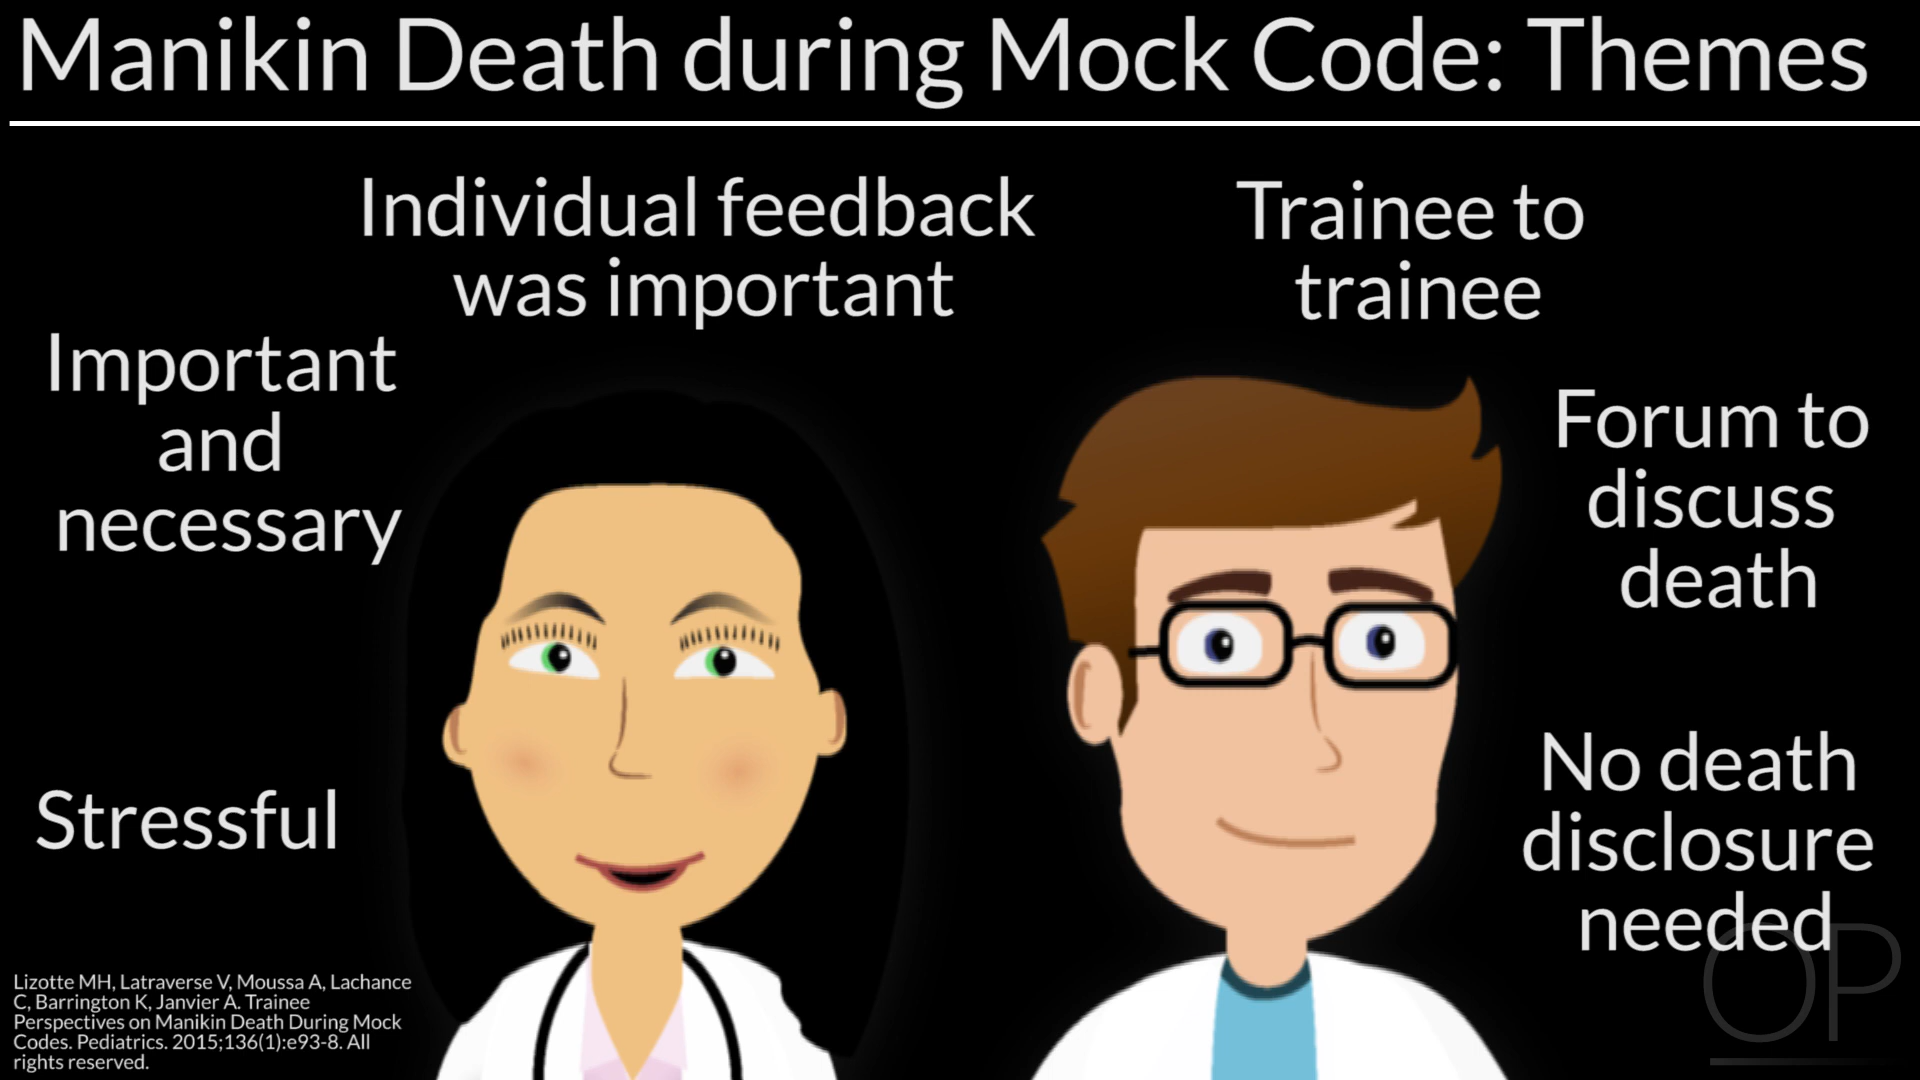 Manikin Death during Mock Code: Themes
Individual feedback
was important
Trainee to
trainee
Important
and
necessary
Forum to
discuss
death
Stressful
No death
disclosure
needed
Lizotte MH, Latraverse V, Moussa A, Lachance
C, Barrington K, Janvier A. Trainee
Perspectives on Manikin Death During Mock
Codes. Pediatrics. 2015;136(1):e93-8. All
rights reserved.
OP